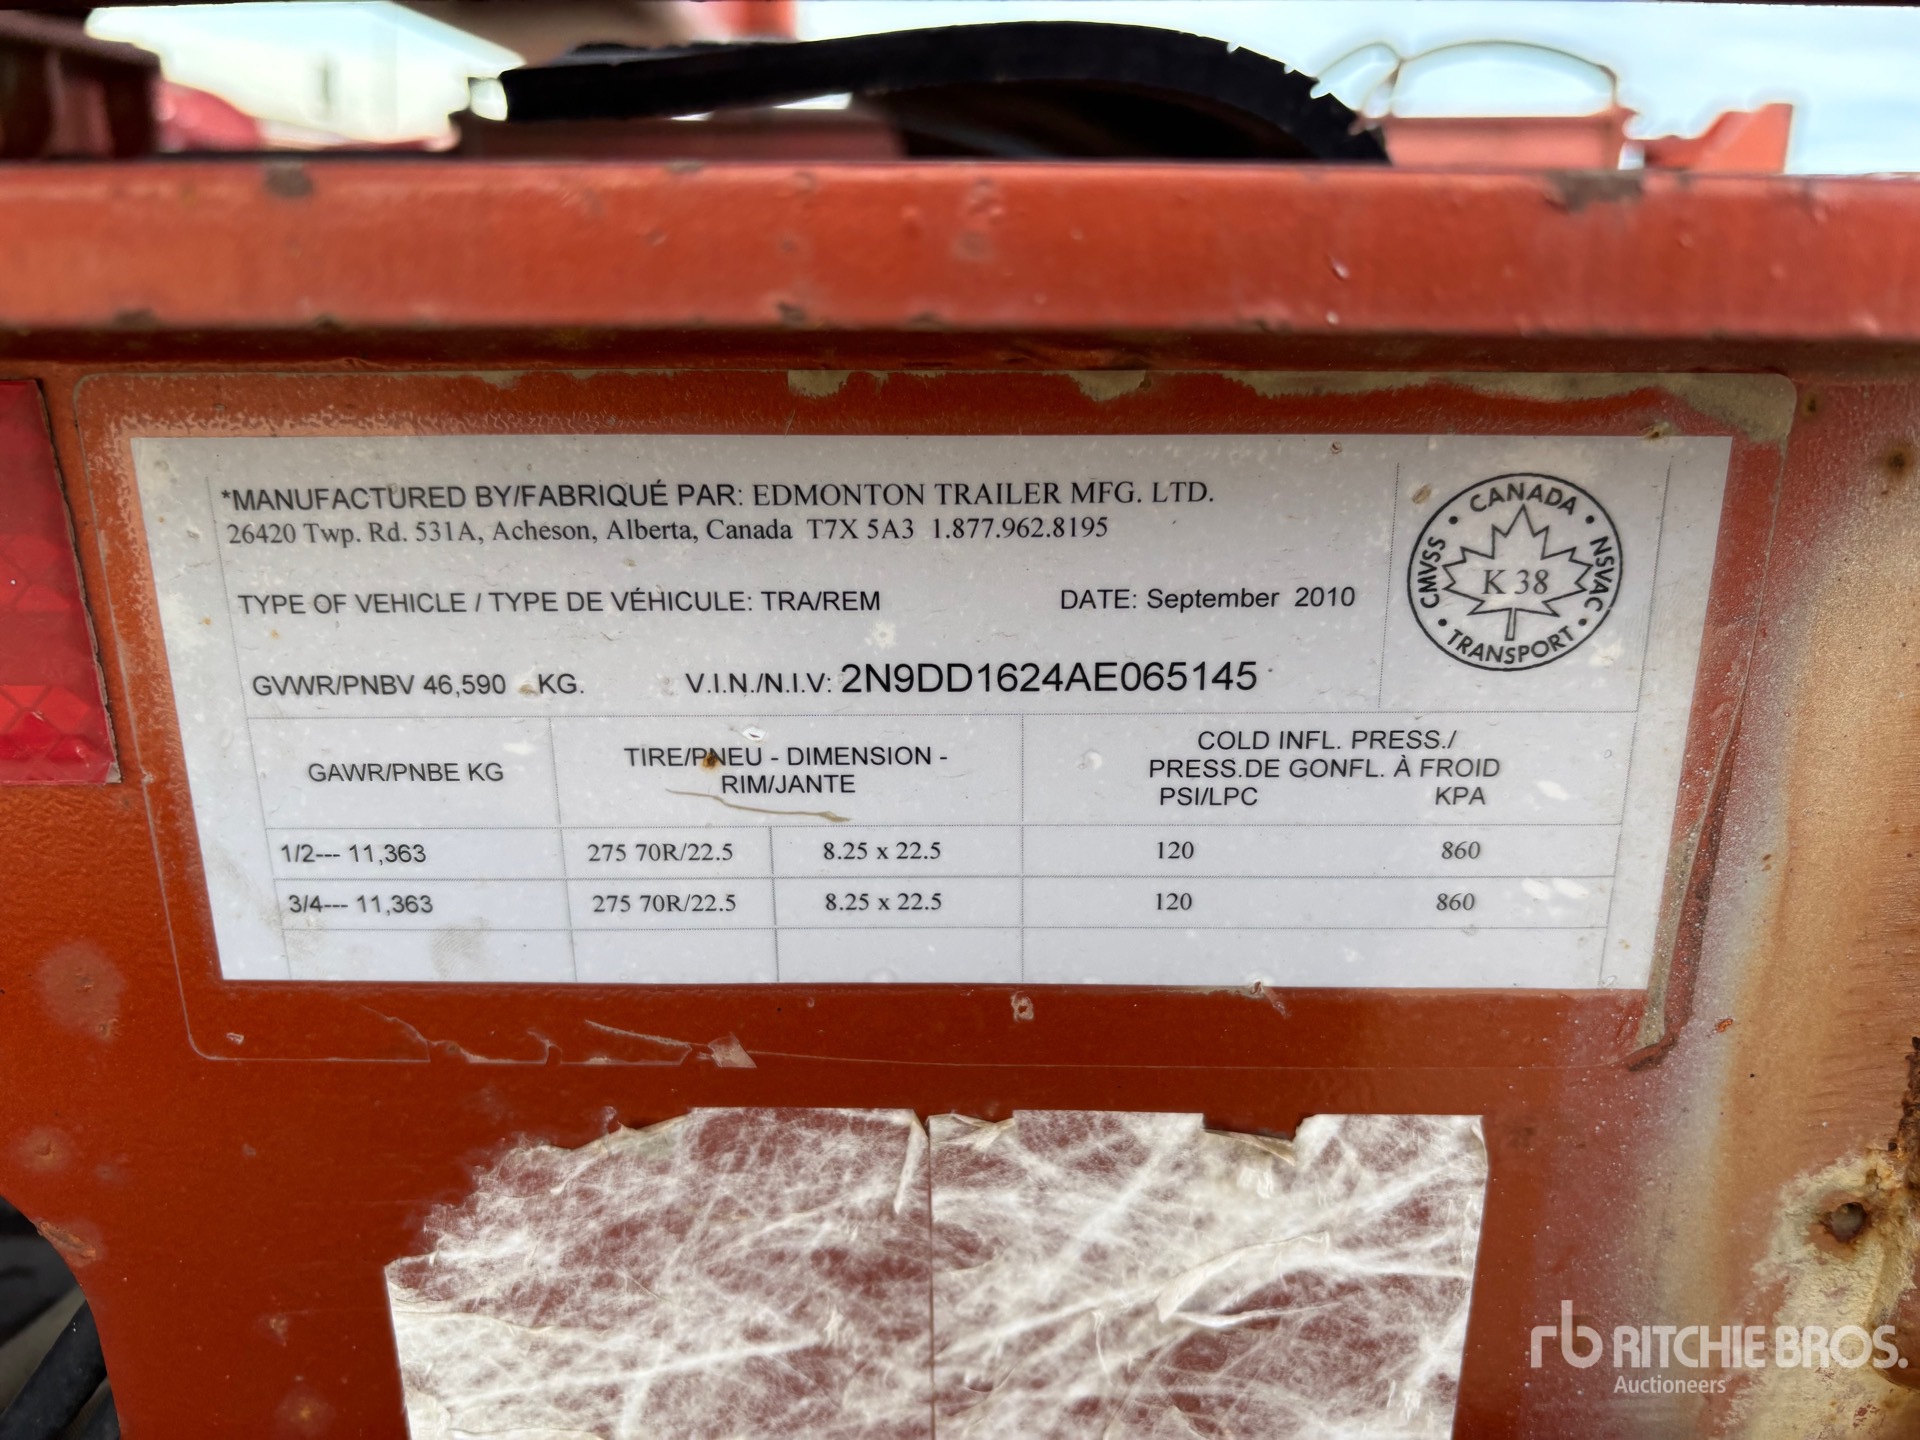 *MANUFACTURED BY/FABRIQUÉ PAR: EDMONTON TRAILER MFG. LTD.
26420 Twp. Rd. 531A, Acheson, Alberta, Canada T7X 5A3 1.877.962.8195
TYPE OF VEHICLE / TYPE DE VÉHICULE: TRA/REM DATE: September 2010
GVWR/PNBV 46,590 KG. V.I.N./N.I.V: 2N9DD1624AE065145
CANADA
CMVSS K 38 NSVAC
TRANSPORT
GAWR/PNBE KG
TIRE/PNEU - DIMENSION -
RIM/JANTE
COLD INFL. PRESS./
PRESS.DE GONFL. À FROID
PSI/LPC KPA
1/2--- 11,363 275 70R/22.5 8.25 x 22.5 120 860
3/4--- 11,363 275 70R/22.5 8.25 x 22.5 120 860
rb RITCHIE BROS.
Auctioneers